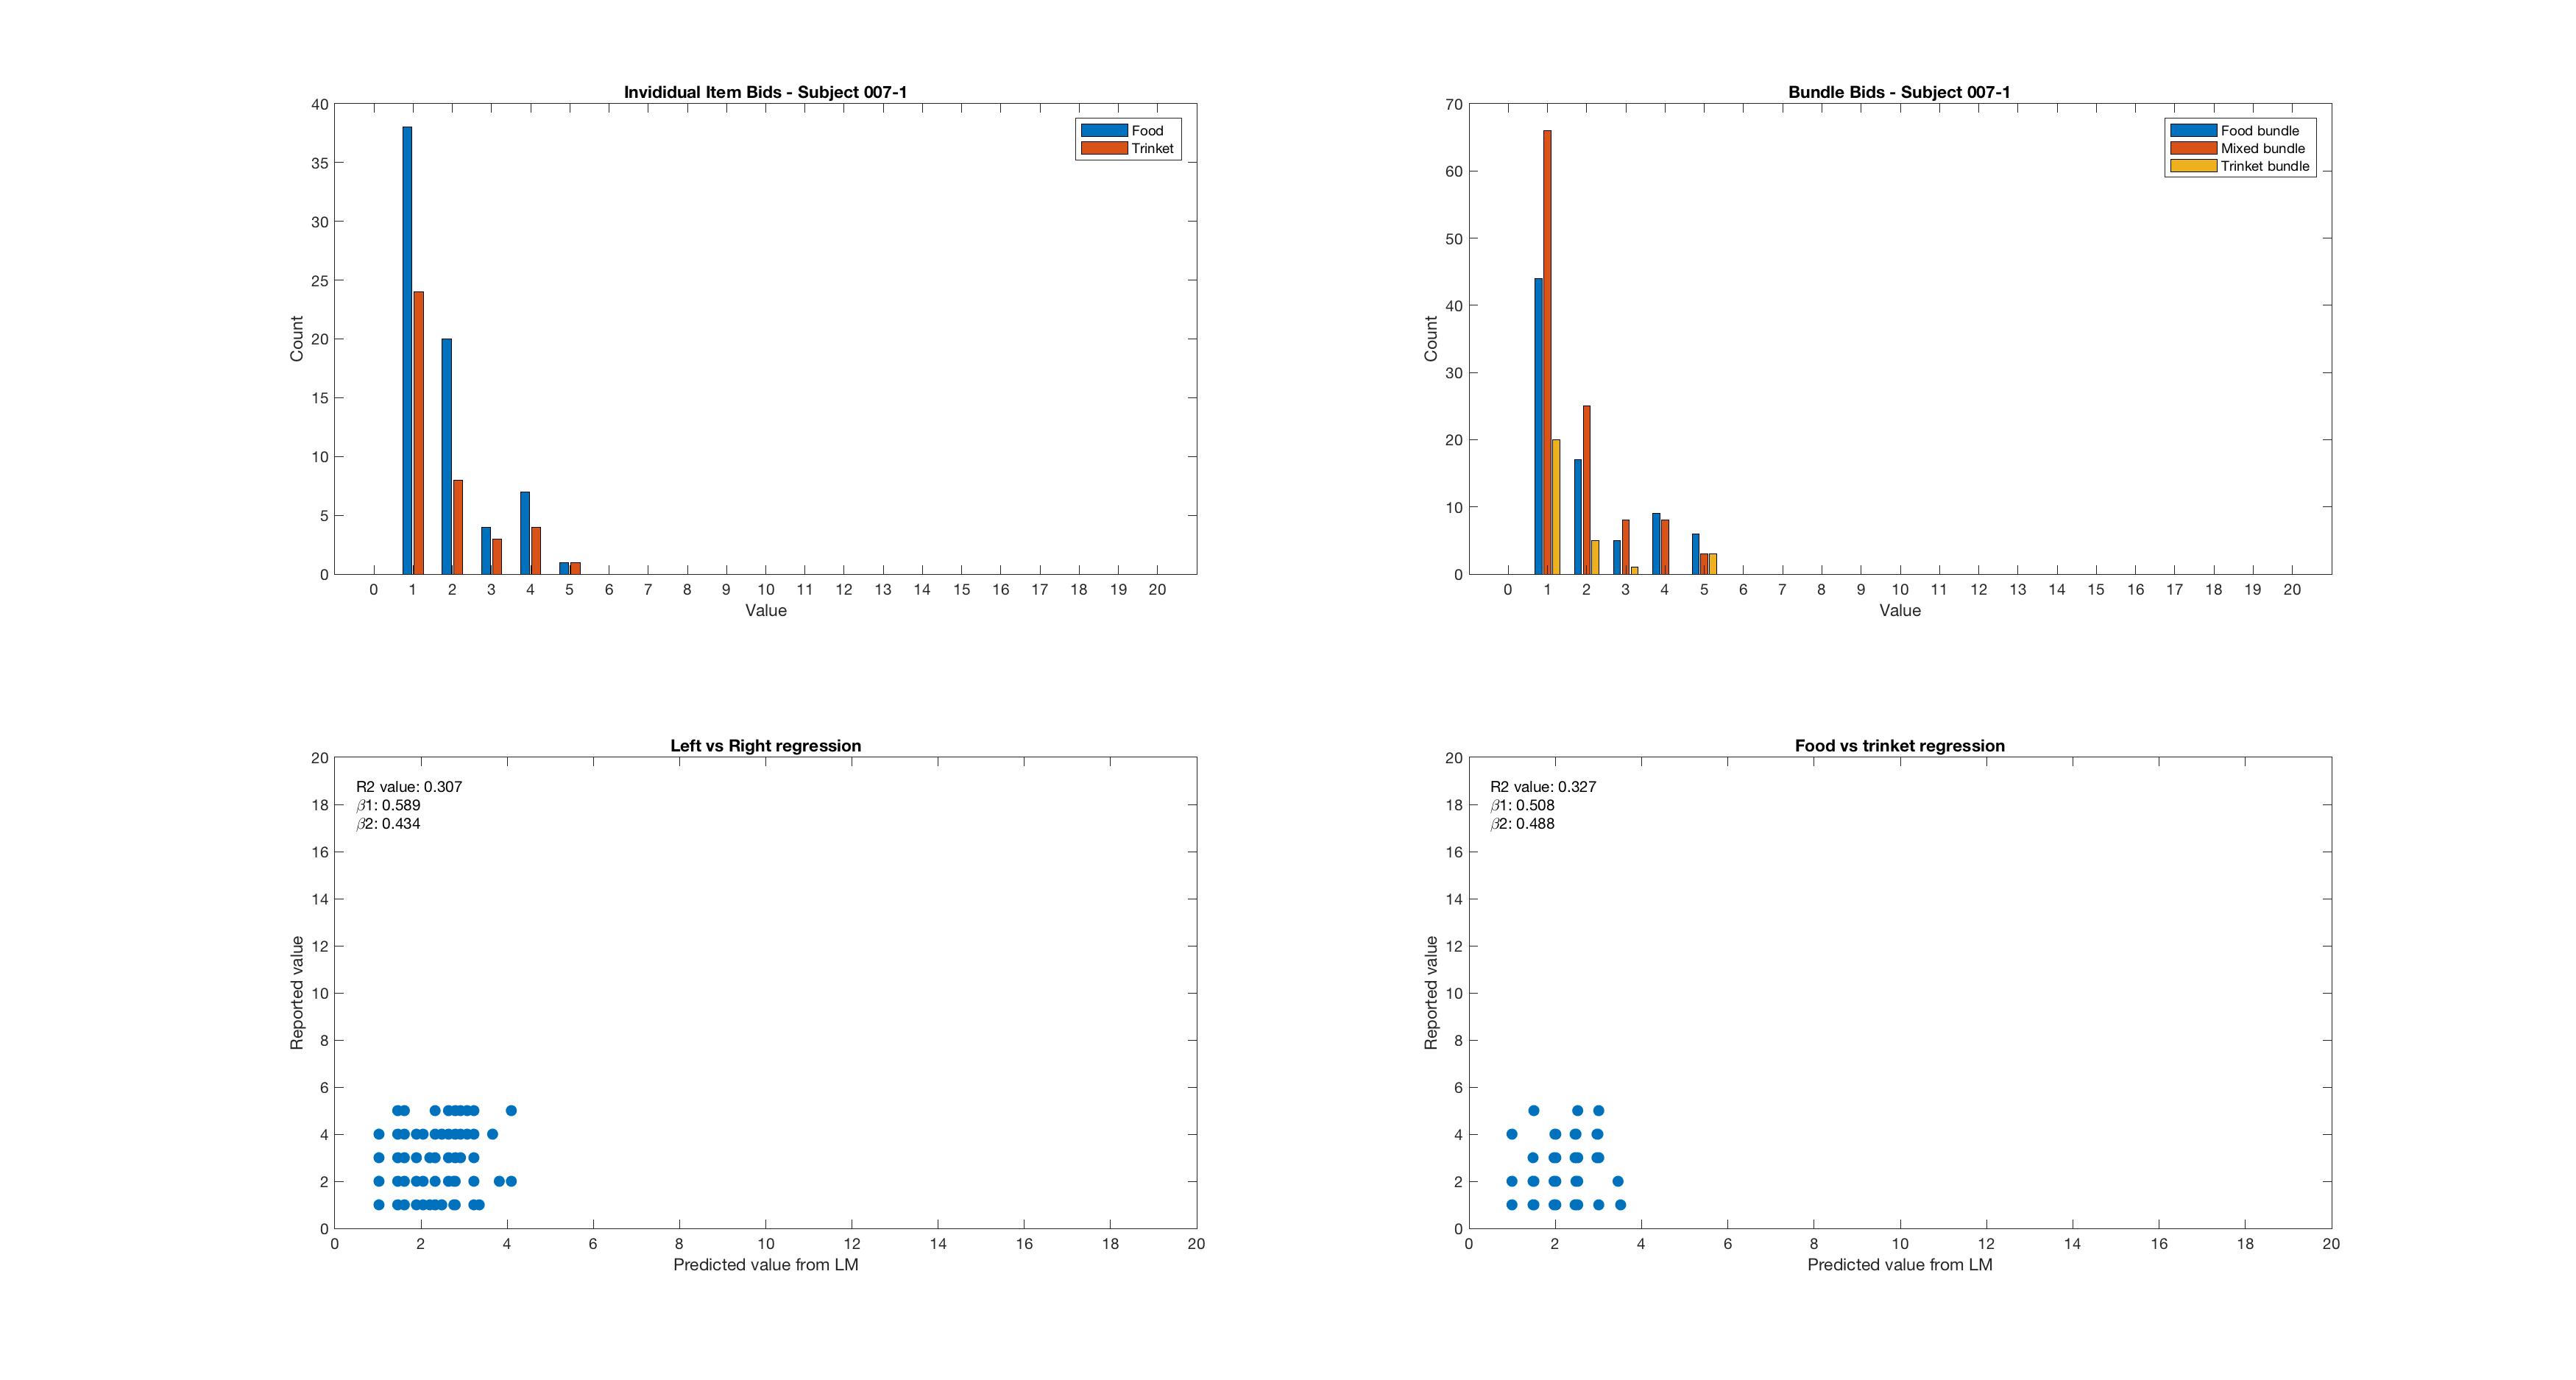 Invididual Item Bids - Subject 007-1
40
35
30
25
20
15
10
5
0
Count
Food
Trinket
0 1 2 3 4 5 6 7 8 9 10 11 12 13 14 15 16 17 18 19 20
Value
Bundle Bids - Subject 007-1
70
60
50
40
30
20
10
0
Count
Food bundle
Mixed bundle
Trinket bundle
0 1 2 3 4 5 6 7 8 9 10 11 12 13 14 15 16 17 18 19 20
Value
Left vs Right regression
20
18
16
14
12
10
8
6
4
2
0
Reported value
R2 value: 0.307
β1: 0.589
β2: 0.434
0 2 4 6 8 10 12 14 16 18 20
Predicted value from LM
Food vs trinket regression
20
18
16
14
12
10
8
6
4
2
0
Reported value
R2 value: 0.327
β1: 0.508
β2: 0.488
0 2 4 6 8 10 12 14 16 18 20
Predicted value from LM